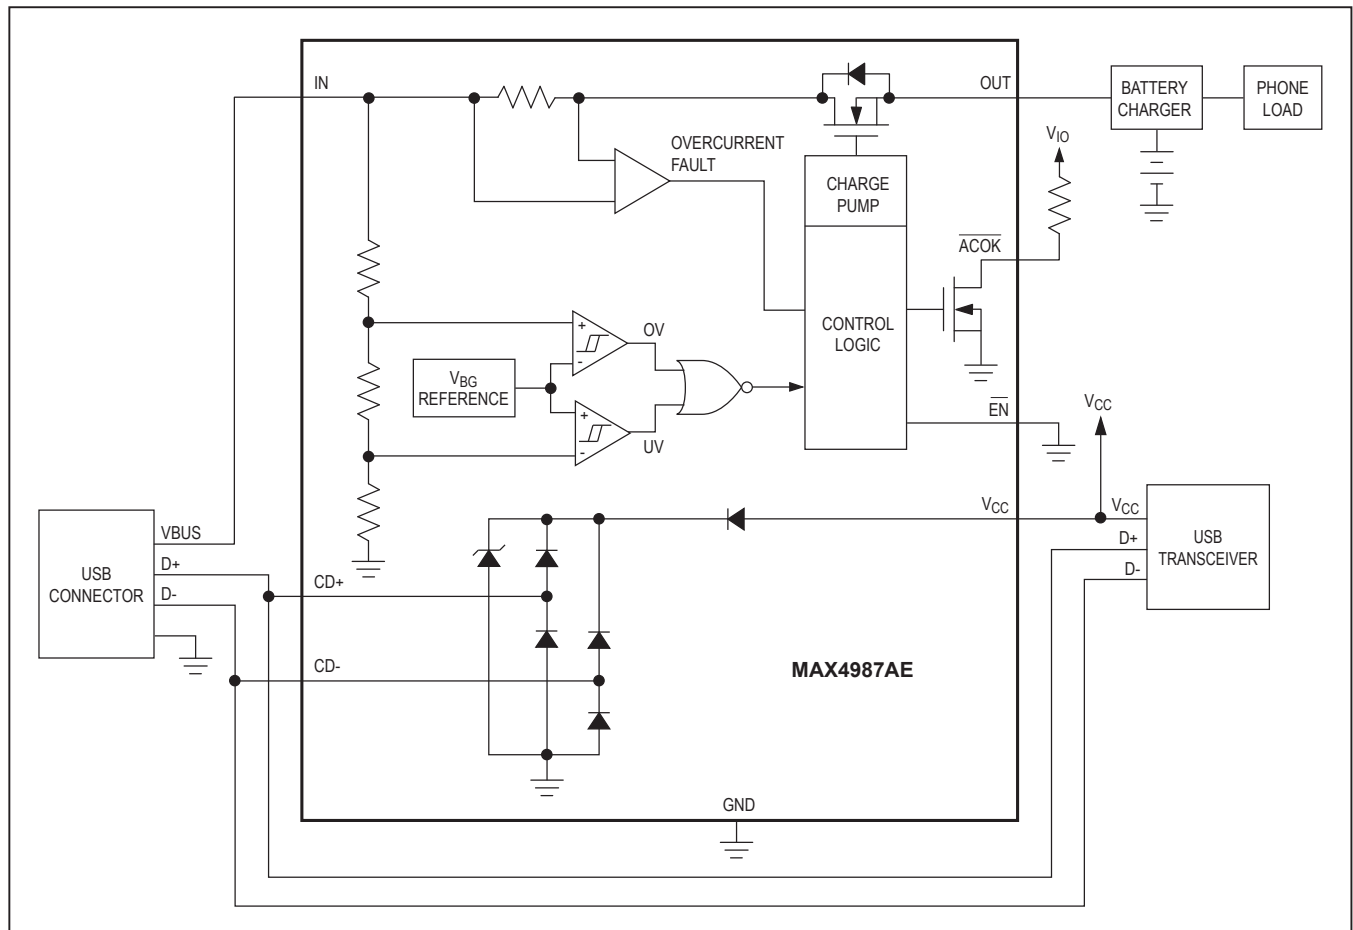 IN
OUT
BATTERY
CHARGER
PHONE
LOAD
OVERCURRENT
FAULT
VIO
CHARGE
PUMP
ACOK
CONTROL
LOGIC
+
-
OV
VBG
REFERENCE
+
-
UV
EN
VCC
VCC
VCC
USB
TRANSCEIVER
D+
D-
USB
CONNECTOR
VBUS
D+
D-
CD+
CD-
MAX4987AE
GND